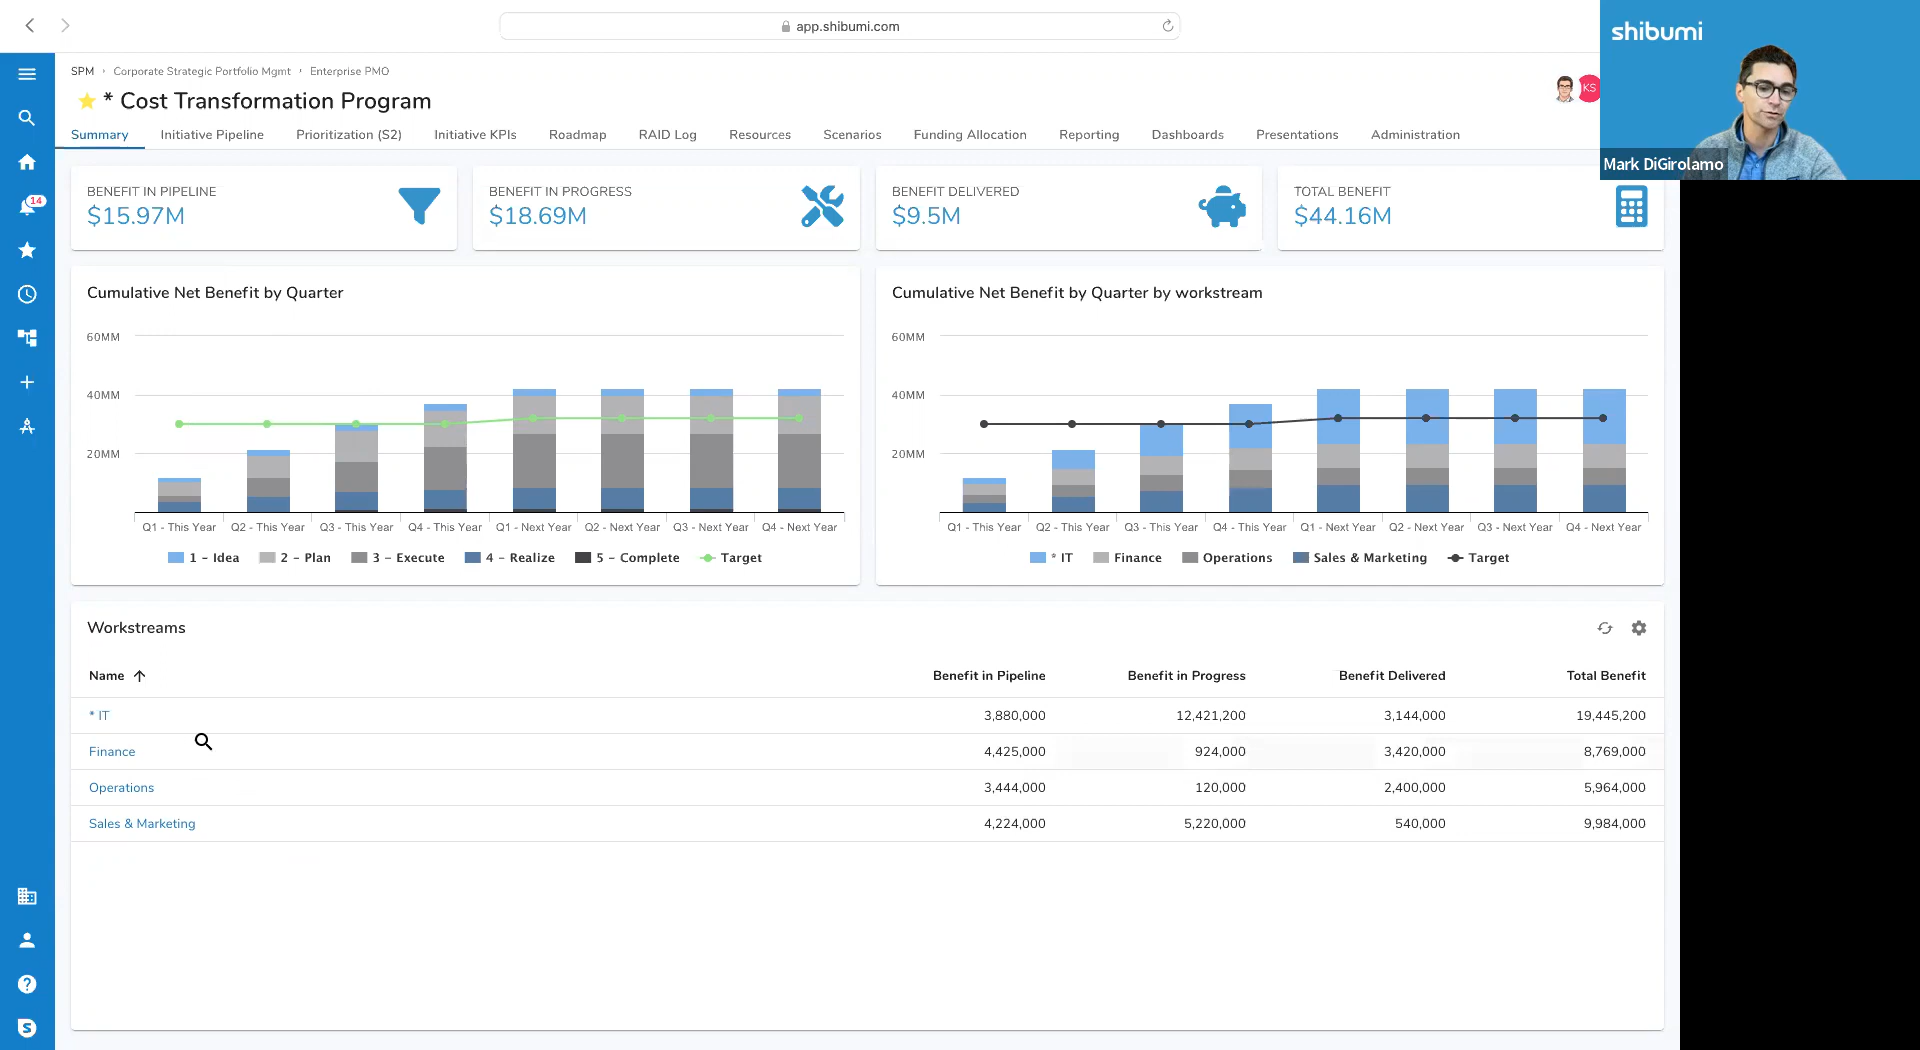 app.shibumi.com
shibumi
SPM › Corporate Strategic Portfolio Mgmt › Enterprise PMO
* Cost Transformation Program
KS
Mark DiGirolamo
Summary Initiative Pipeline Prioritization (S2) Initiative KPIs Roadmap RAID Log Resources Scenarios Funding Allocation Reporting Dashboards Presentations Administration
14
BENEFIT IN PIPELINE
$15.97M
BENEFIT IN PROGRESS
$18.69M
BENEFIT DELIVERED
$9.5M
TOTAL BENEFIT
$44.16M
Cumulative Net Benefit by Quarter
60MM
40MM
20MM
Q1 - This Year Q2 - This Year Q3 - This Year Q4 - This Year Q1 - Next Year Q2 - Next Year Q3 - Next Year Q4 - Next Year
1 - Idea 2 - Plan 3 - Execute 4 - Realize 5 - Complete Target
Cumulative Net Benefit by Quarter by workstream
60MM
40MM
20MM
Q1 - This Year Q2 - This Year Q3 - This Year Q4 - This Year Q1 - Next Year Q2 - Next Year Q3 - Next Year Q4 - Next Year
* IT Finance Operations Sales & Marketing Target
Workstreams
Name Benefit in Pipeline Benefit in Progress Benefit Delivered Total Benefit
* IT 3,880,000 12,421,200 3,144,000 19,445,200
Finance 4,425,000 924,000 3,420,000 8,769,000
Operations 3,444,000 120,000 2,400,000 5,964,000
Sales & Marketing 4,224,000 5,220,000 540,000 9,984,000